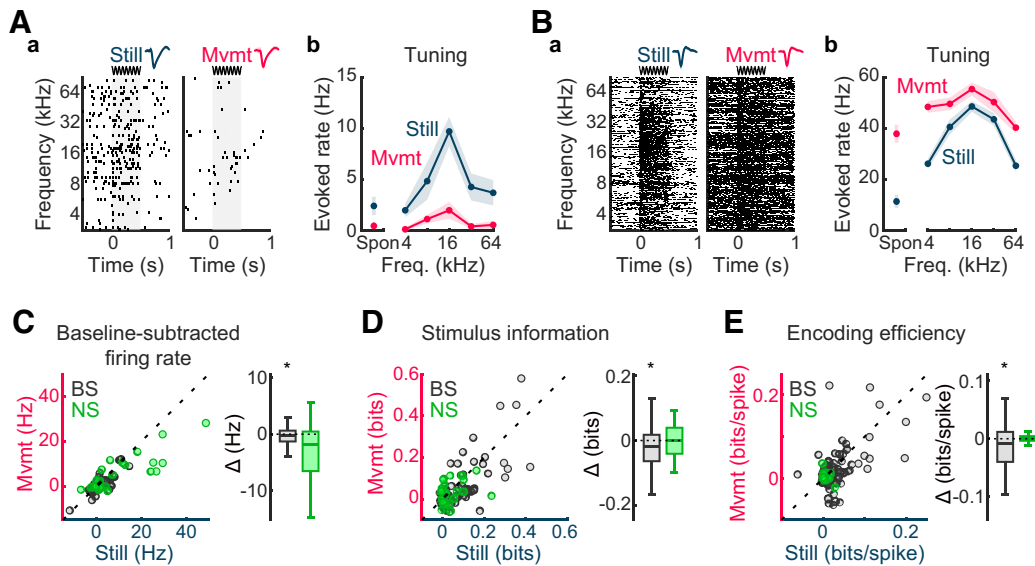 A
a
Still
Mvmt
Frequency (kHz)
64
32
16
8
4
0
1
0
1
Time (s)
Time (s)
b
Tuning
Evoked rate (Hz)
15
10
5
0
Still
Mvmt
Spon
4
16
64
Freq. (kHz)
B
a
Still
Mvmt
Frequency (kHz)
64
32
16
8
4
0
1
0
1
Time (s)
Time (s)
b
Tuning
Evoked rate (Hz)
60
40
20
0
Mvmt
Still
Spon
4
16
64
Freq. (kHz)
C
Baseline-subtracted
firing rate
BS
NS
Mvmt (Hz)
40
20
0
0
20
40
Still (Hz)
*
Δ (Hz)
10
0
-10
D
Stimulus information
BS
NS
Mvmt (bits)
0.6
0.4
0.2
0
0
0.2
0.4
0.6
Still (bits)
*
Δ (bits)
0.2
0
-0.2
E
Encoding efficiency
BS
NS
Mvmt (bits/spike)
0.2
0
0
0.2
Still (bits/spike)
*
Δ (bits/spike)
0.1
0
-0.1